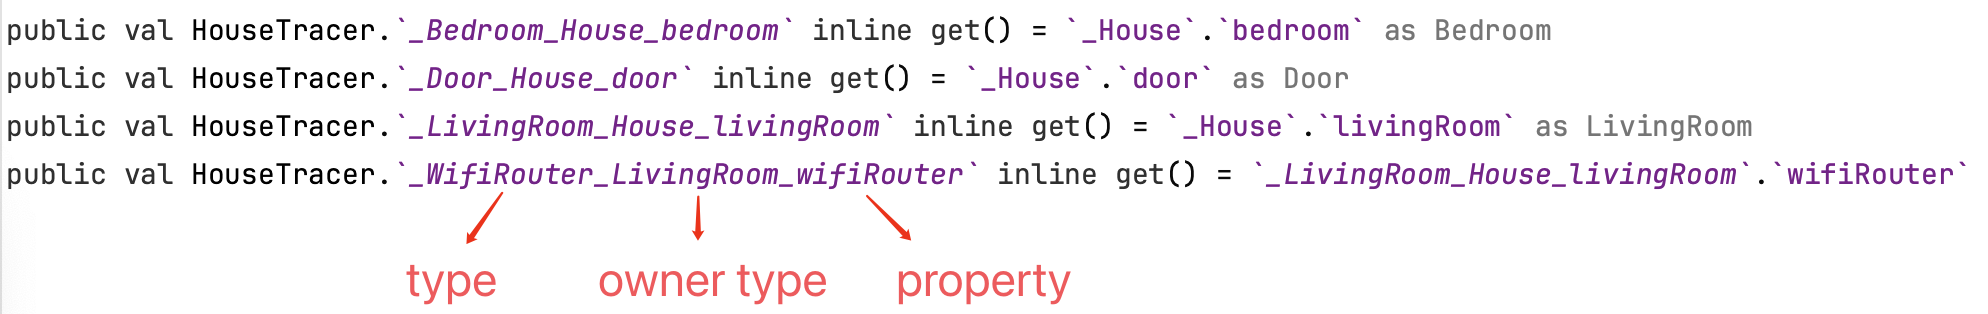 public val HouseTracer.`_Bedroom_House_bedroom` inline get() = `_House`.`bedroom` as Bedroom
public val HouseTracer.`_Door_House_door` inline get() = `_House`.`door` as Door
public val HouseTracer.`_LivingRoom_House_livingRoom` inline get() = `_House`.`livingRoom` as LivingRoom
public val HouseTracer.`_WifiRouter_LivingRoom_wifiRouter` inline get() = `_LivingRoom_House_livingRoom`.`wifiRouter`
type owner type property